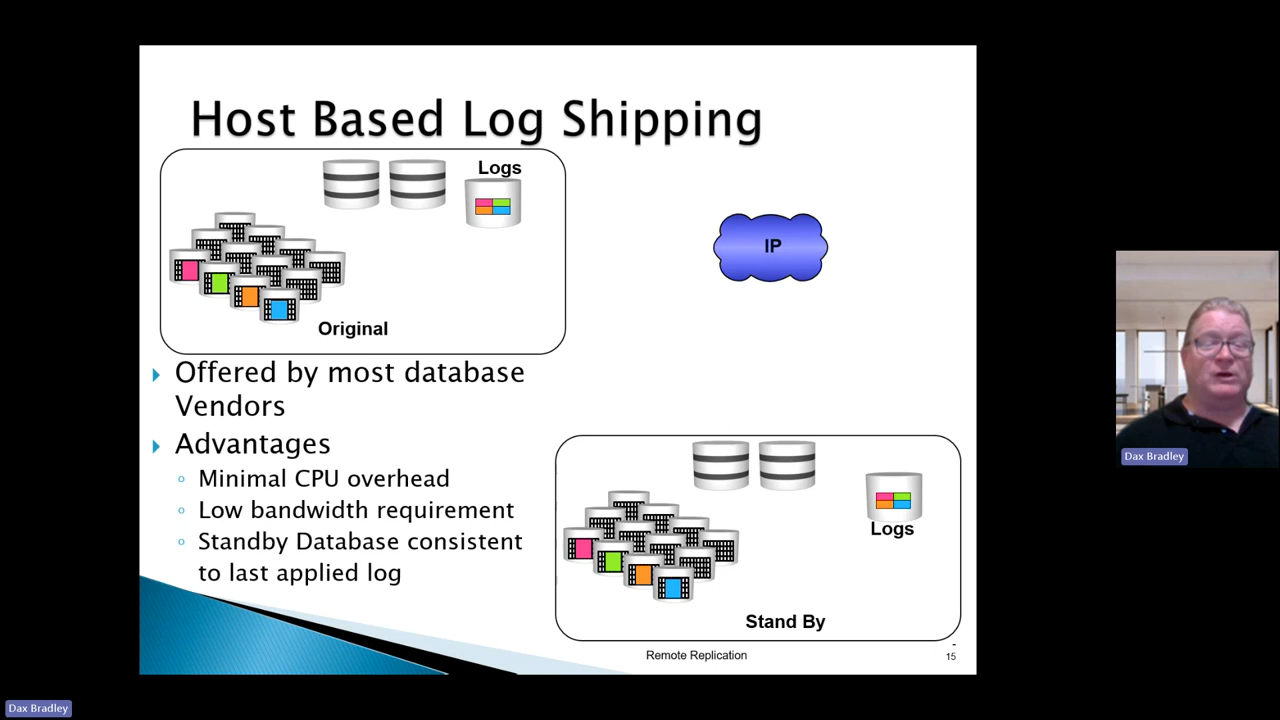 Host Based Log Shipping
Logs
IP
Original
Offered by most database
Vendors
Advantages
Minimal CPU overhead
Low bandwidth requirement
Standby Database consistent
to last applied log
Logs
Stand By
Remote Replication
-
15
Dax Bradley
Dax Bradley